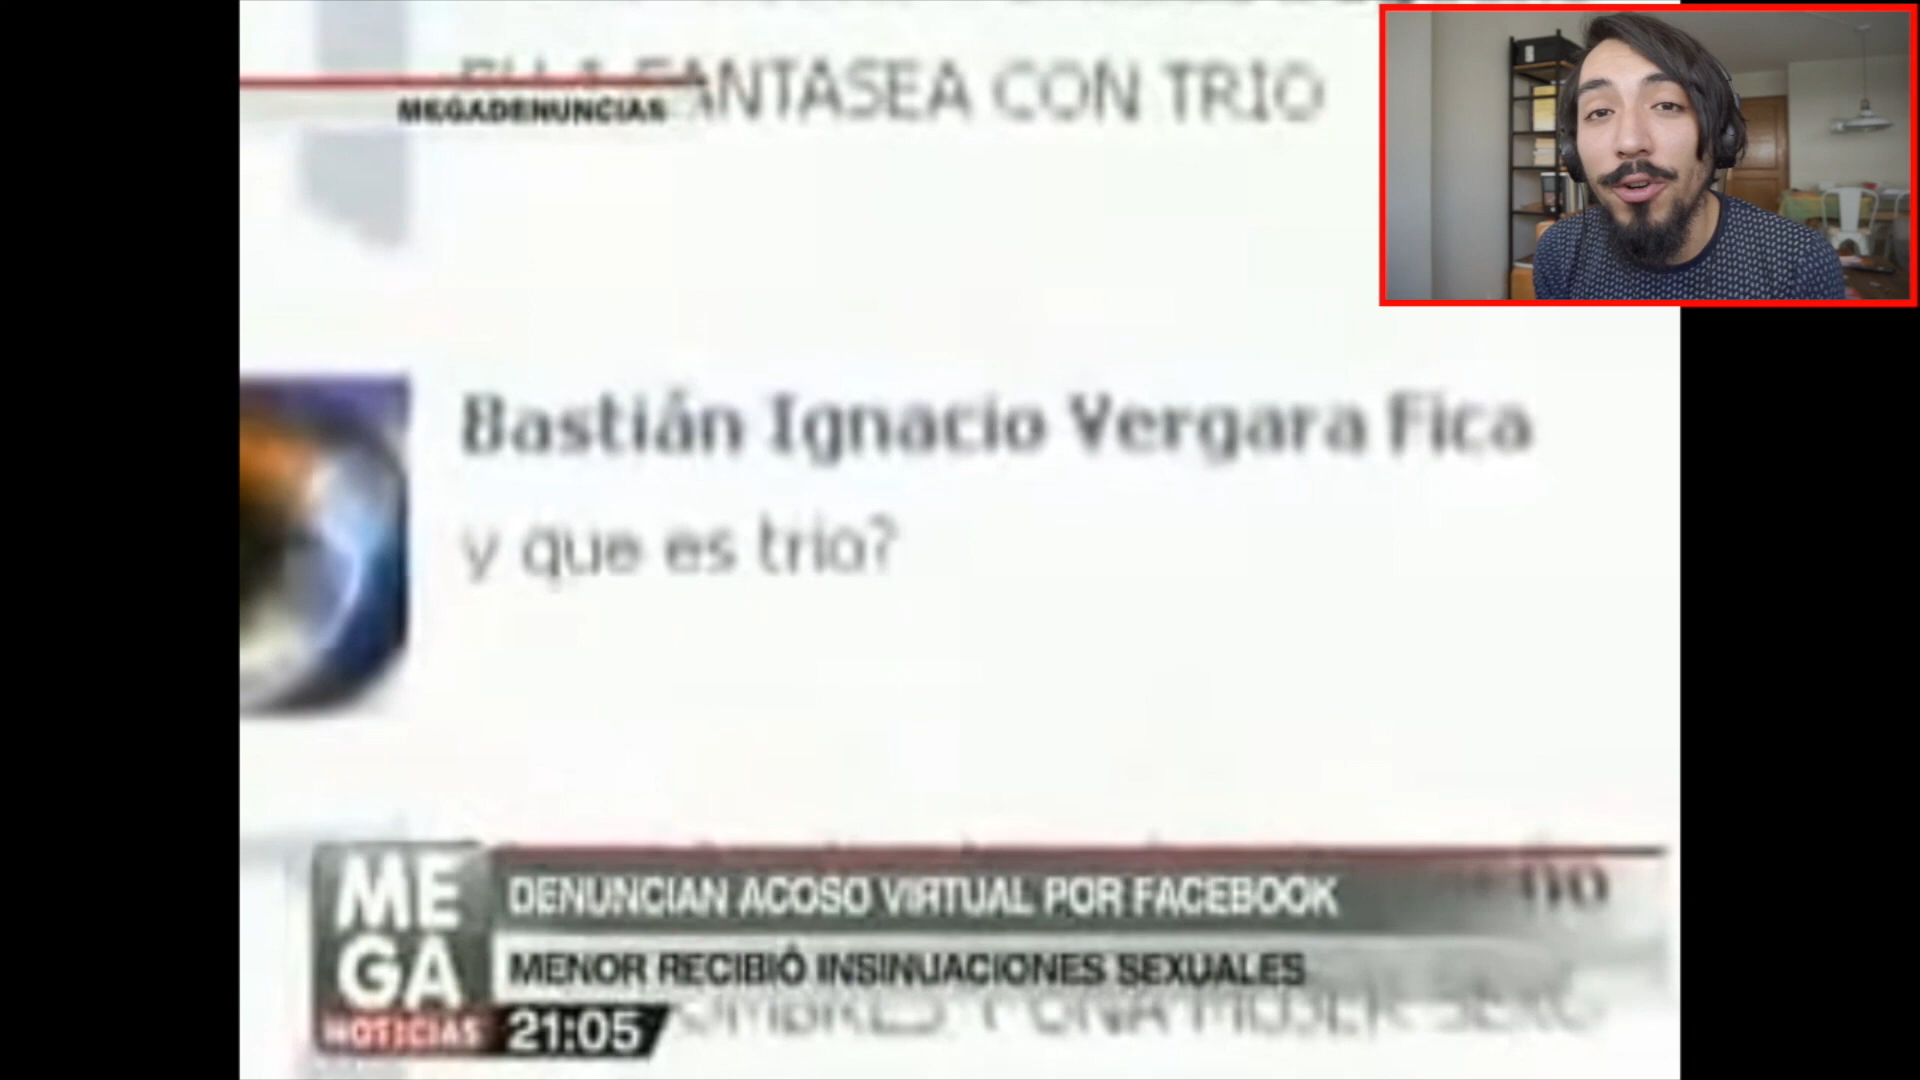 FANTASEA CON TRIO
MEGADENUNCIAS
Bastián Ignacio Vergara Fica
y que es trio?
ME
GA
NOTICIAS
DENUNCIAN ACOSO VIRTUAL POR FACEBOOK
MENOR RECIBIÓ INSINUACIONES SEXUALES
21:05